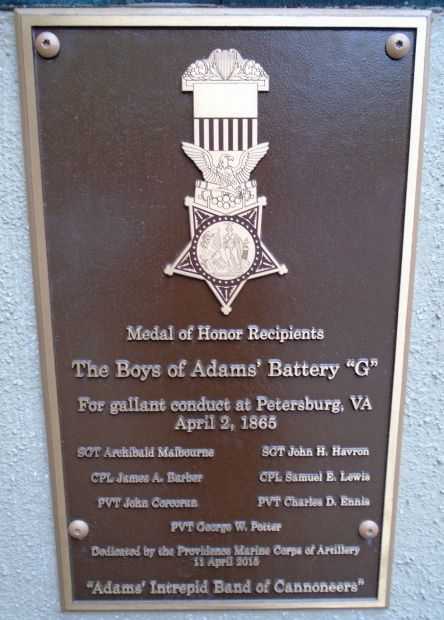 Medal of Honor Recipients
The Boys of Adams' Battery "G"
For gallant conduct at Petersburg, VA
April 2, 1865
SGT Archibald Malbourne SGT John H. Havron
CPL James A. Barber CPL Samuel E. Lewis
PVT John Corcoran PVT Charles D. Ennis
PVT George W. Potter
Dedicated by the Providence Marine Corps of Artillery
11 April 2015
"Adams' Intrepid Band of Cannoneers"